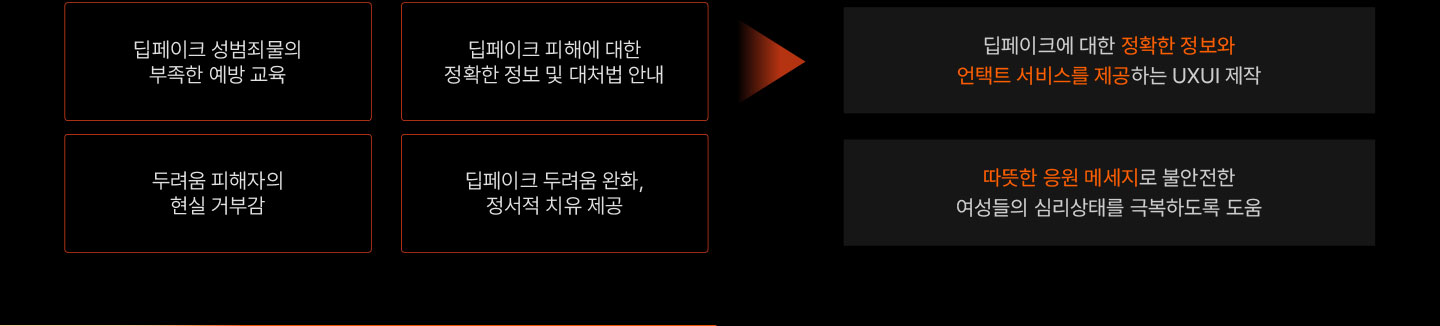 딥페이크 성범죄물의
부족한 예방 교육
딥페이크 피해에 대한
정확한 정보 및 대처법 안내
딥페이크에 대한 정확한 정보와
언택트 서비스를 제공하는 UXUI 제작
두려움 피해자의
현실 거부감
딥페이크 두려움 완화,
정서적 치유 제공
따뜻한 응원 메세지로 불안전한
여성들의 심리상태를 극복하도록 도움